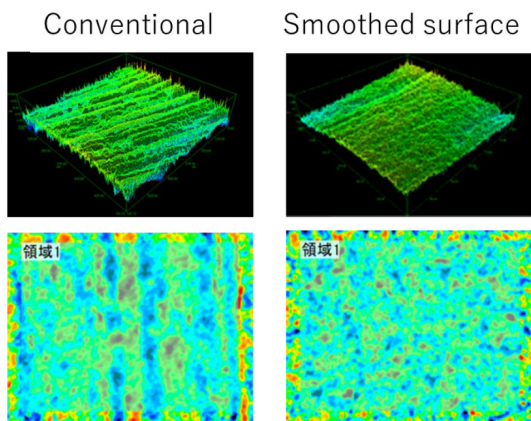 Conventional
Smoothed surface
領域1
領域1